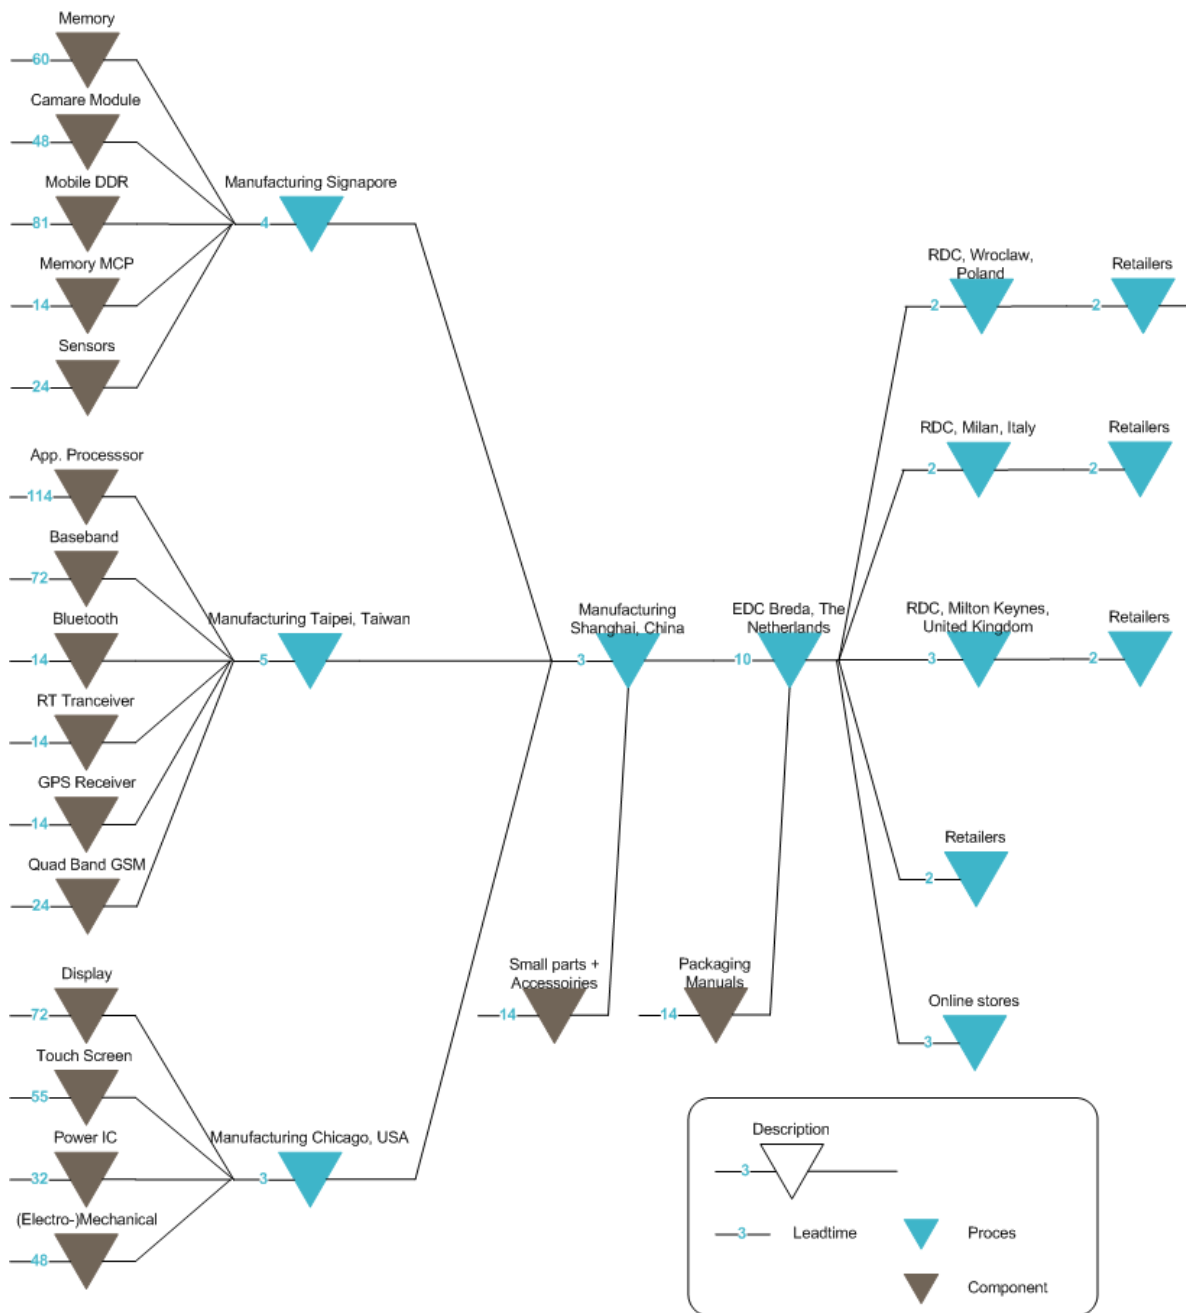 Memory
60
Camare Module
48
Mobile DDR
81
Memory MCP
14
Sensors
24
Manufacturing Signapore
4
App. Processsor
114
Baseband
72
Bluetooth
14
RT Tranceiver
14
GPS Receiver
14
Quad Band GSM
24
Manufacturing Taipei, Taiwan
5
Display
72
Touch Screen
55
Power IC
32
(Electro-)Mechanical
48
Manufacturing Chicago, USA
3
Manufacturing
Shanghai, China
3
Small parts +
Accessoiries
14
EDC Breda, The
Netherlands
10
Packaging
Manuals
14
RDC, Wroclaw,
Poland
2
Retailers
2
RDC, Milan, Italy
2
Retailers
2
RDC, Milton Keynes,
United Kingdom
3
Retailers
2
Retailers
2
Online stores
3
Description
3
3
Leadtime
Proces
Component